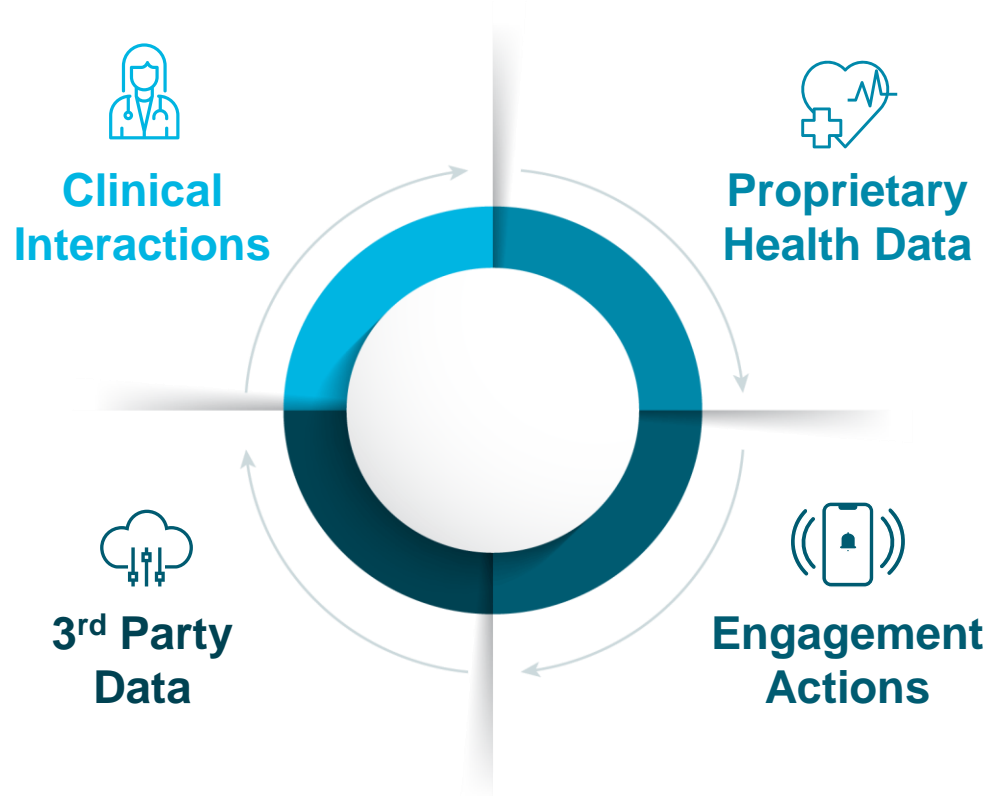 Clinical
Interactions
Proprietary
Health Data
3rd Party
Data
Engagement
Actions